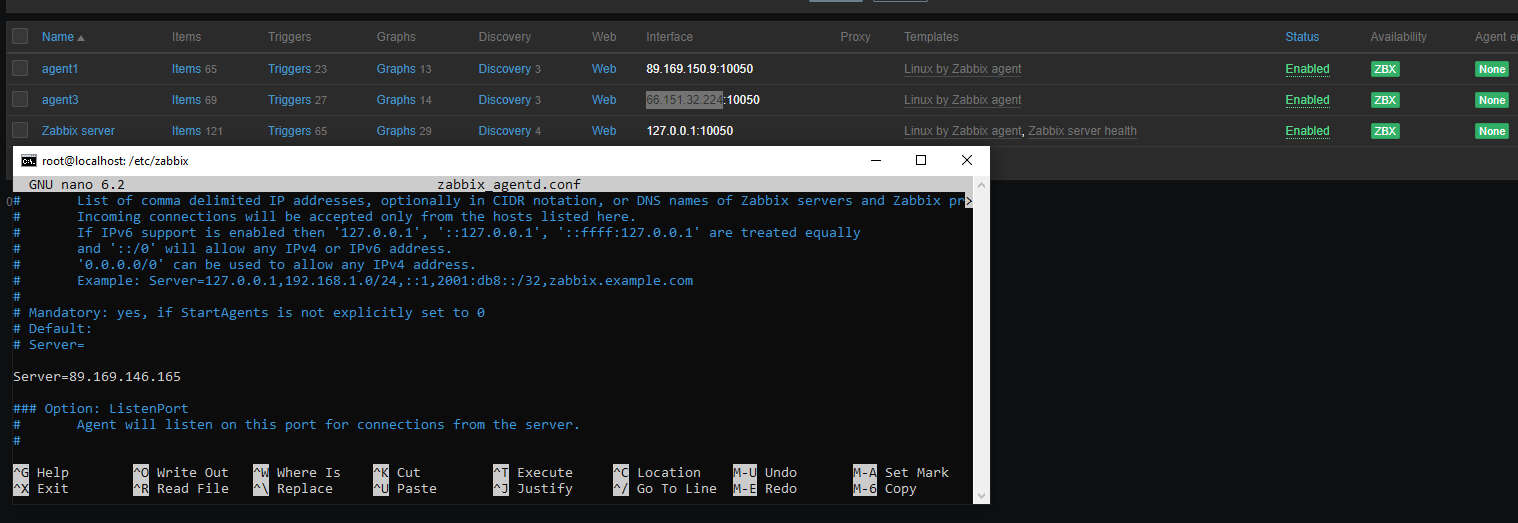 Name Items Triggers Graphs Discovery Web Interface Proxy Templates Status Availability Agent e
agent1 Items 65 Triggers 23 Graphs 13 Discovery 3 Web 89.169.150.9:10050 Linux by Zabbix agent Enabled ZBX None
agent3 Items 69 Triggers 27 Graphs 14 Discovery 3 Web 66.151.32.224:10050 Linux by Zabbix agent Enabled ZBX None
Zabbix server Items 121 Triggers 65 Graphs 29 Discovery 4 Web 127.0.0.1:10050 Linux by Zabbix agent, Zabbix server health Enabled ZBX None
root@localhost: /etc/zabbix
GNU nano 6.2 zabbix_agentd.conf
0# List of comma delimited IP addresses, optionally in CIDR notation, or DNS names of Zabbix servers and Zabbix pr>
# Incoming connections will be accepted only from the hosts listed here.
# If IPv6 support is enabled then '127.0.0.1', '::127.0.0.1', '::ffff:127.0.0.1' are treated equally
# and '::/0' will allow any IPv4 or IPv6 address.
# '0.0.0.0/0' can be used to allow any IPv4 address.
# Example: Server=127.0.0.1,192.168.1.0/24,::1,2001:db8::/32,zabbix.example.com
#
# Mandatory: yes, if StartAgents is not explicitly set to 0
# Default:
# Server=
Server=89.169.146.165
### Option: ListenPort
# Agent will listen on this port for connections from the server.
#
^G Help ^O Write Out ^W Where Is ^K Cut ^T Execute ^C Location M-U Undo M-A Set Mark
^X Exit ^R Read File ^\ Replace ^U Paste ^J Justify ^/ Go To Line M-E Redo M-6 Copy